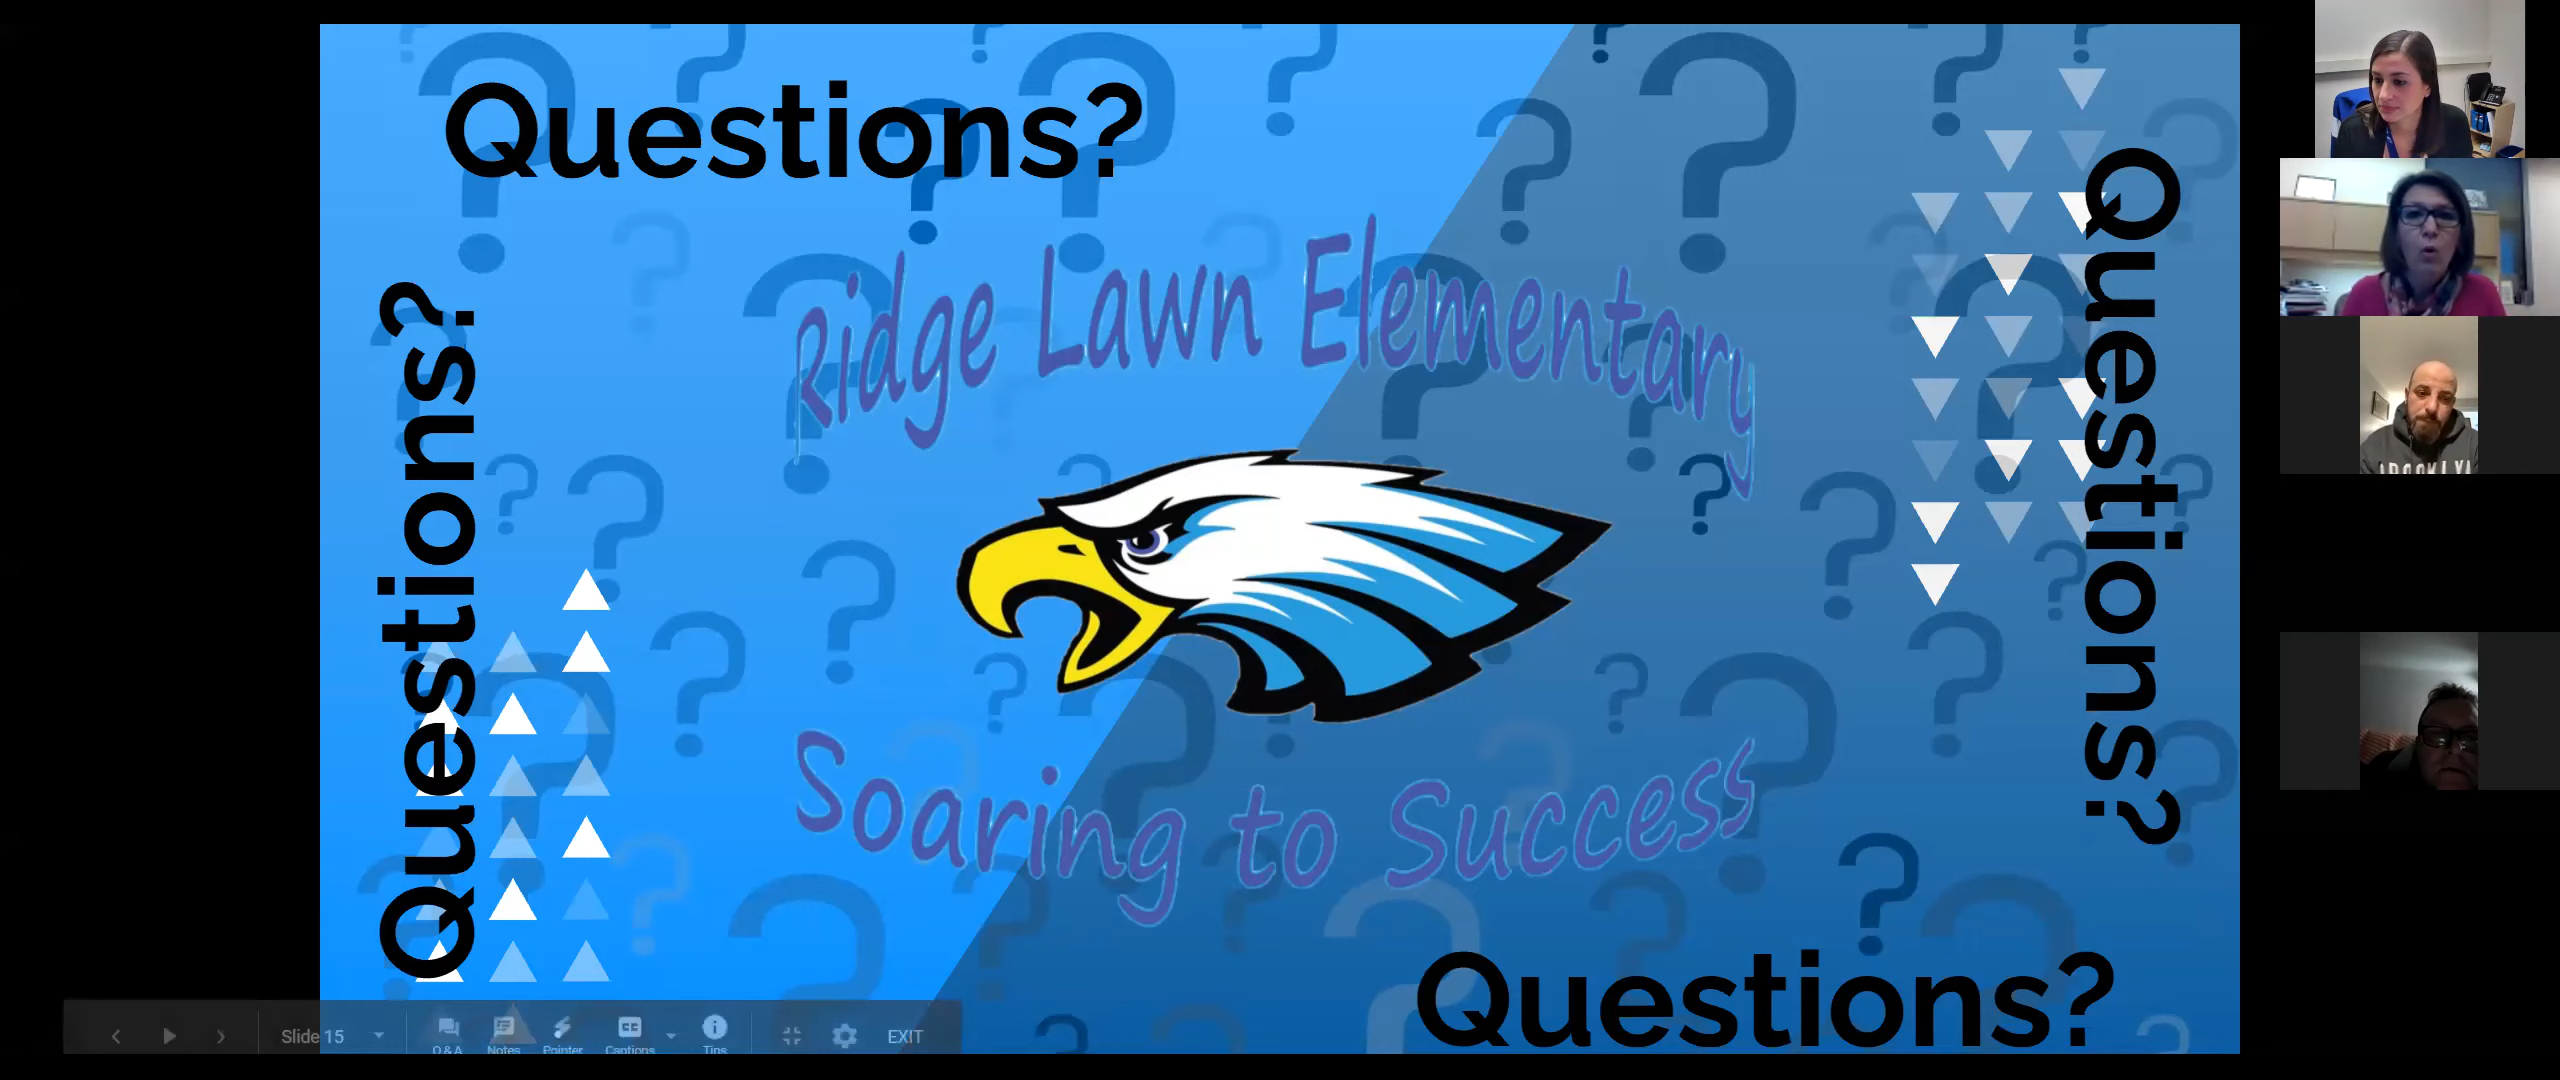 Questions?
Questions?
Questions?
Ridge Lawn Elementary
Soaring to Success
Questions?
Slide 15
Q & A
Notes
Pointer
Captions
Tips
EXIT